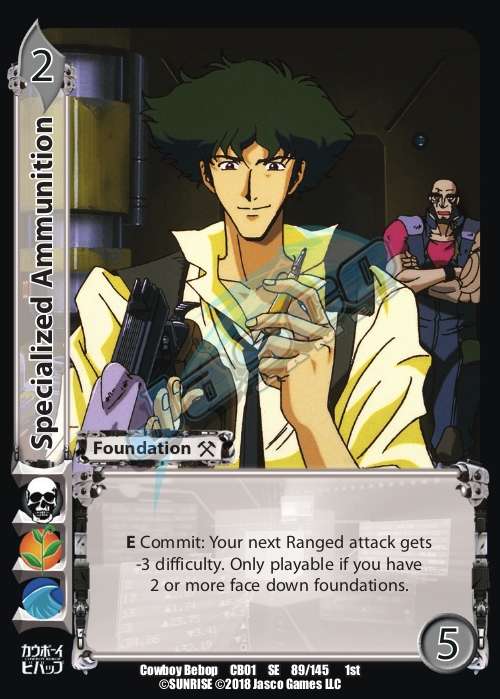 2
Specialized Ammunition
Foundation
E Commit: Your next Ranged attack gets
-3 difficulty. Only playable if you have
2 or more face down foundations.
カウボーイ
ビバップ
5
Cowboy Bebop CB01 SE 89/145 1st
©SUNRISE ©2018 Jasco Games LLC